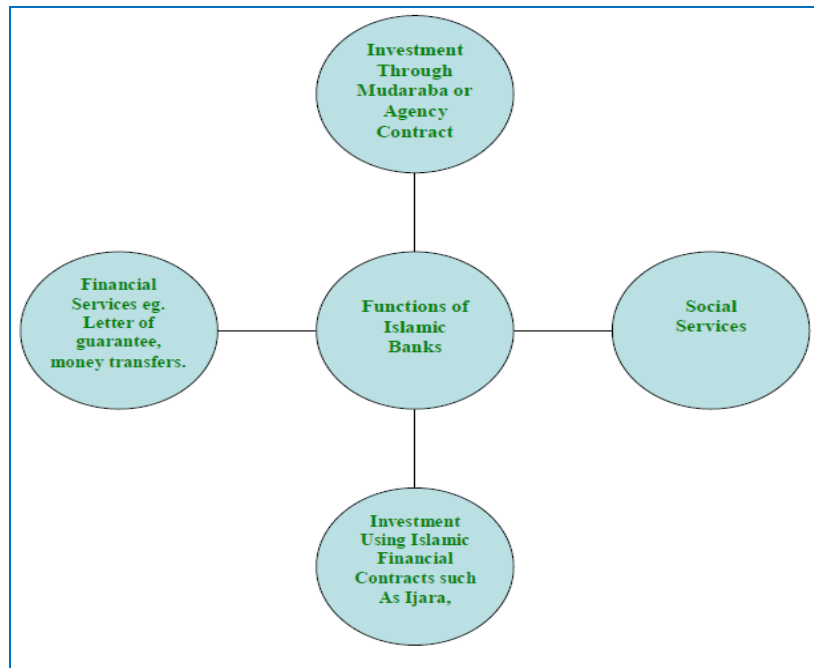 Investment
Through
Mudaraba or
Agency
Contract
Financial
Services eg.
Letter of
guarantee,
money transfers.
Functions of
Islamic
Banks
Social
Services
Investment
Using Islamic
Financial
Contracts such
As Ijara,